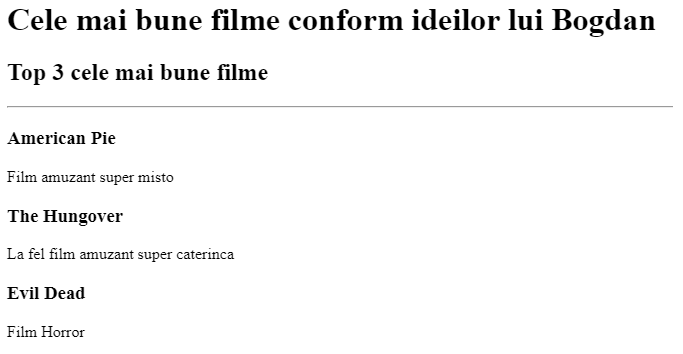 Cele mai bune filme conform ideilor lui Bogdan
Top 3 cele mai bune filme
American Pie
Film amuzant super misto
The Hungover
La fel film amuzant super caterinca
Evil Dead
Film Horror